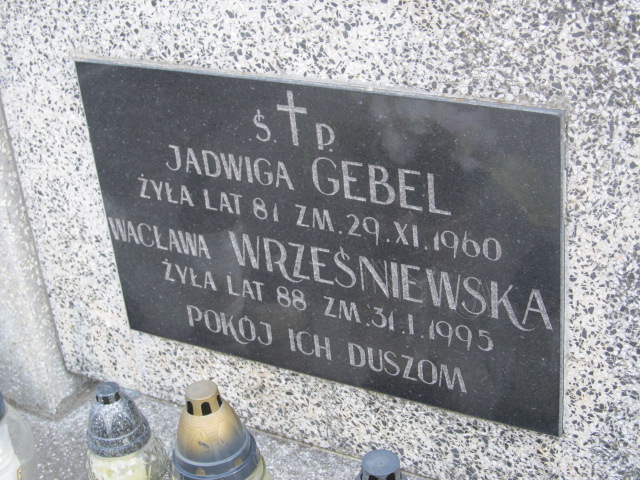 Ś. P.
JADWIGA GEBEL
ŻYŁA LAT 81 ZM. 29. XI. 1960
WACŁAWA WRZEŚNIEWSKA
ŻYŁA LAT 88 ZM. 31. I. 1995
POKÓJ ICH DUSZOM